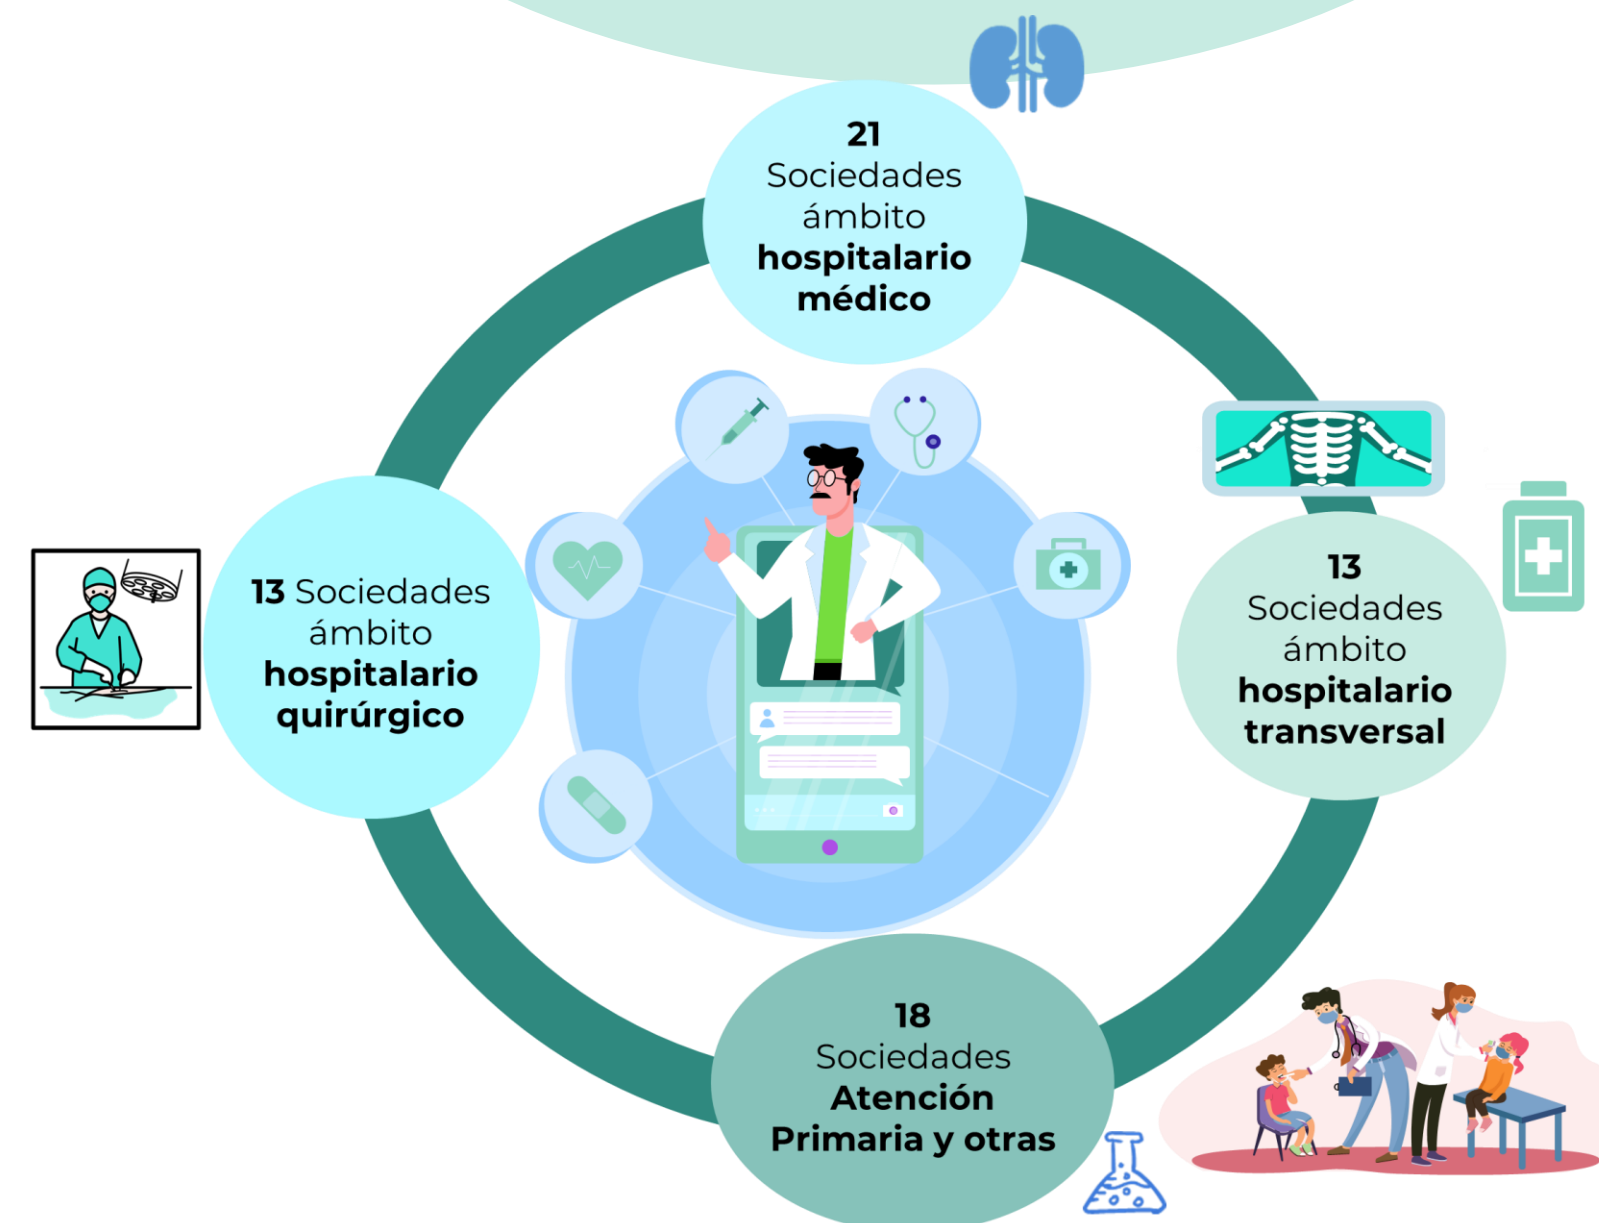 21
Sociedades
ámbito
hospitalario
médico
13 Sociedades
ámbito
hospitalario
quirúrgico
13
Sociedades
ámbito
hospitalario
transversal
18
Sociedades
Atención
Primaria y otras